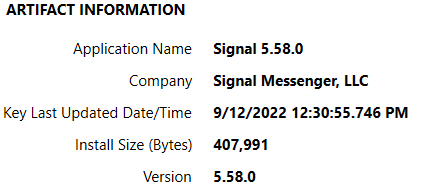 ARTIFACT INFORMATION
Application Name Signal 5.58.0
Company Signal Messenger, LLC
Key Last Updated Date/Time 9/12/2022 12:30:55.746 PM
Install Size (Bytes) 407,991
Version 5.58.0